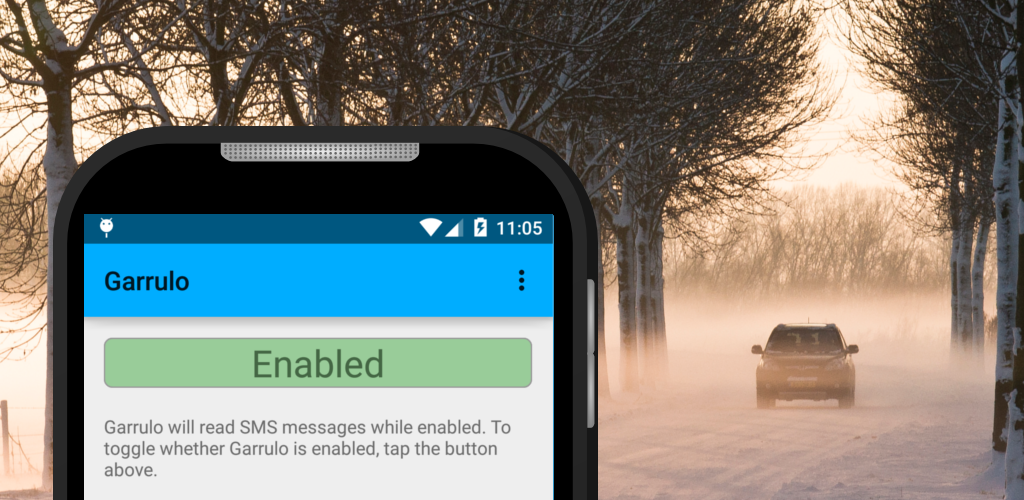 11:05
Garrulo
Enabled
Garrulo will read SMS messages while enabled. To
toggle whether Garrulo is enabled, tap the button
above.